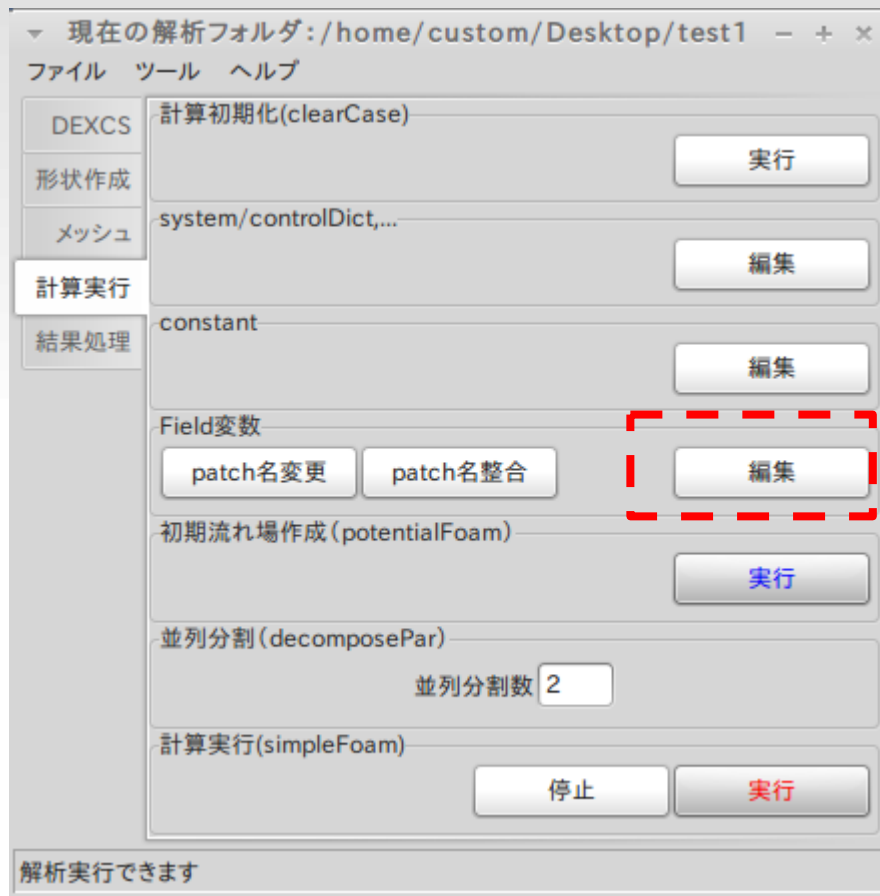 現在の解析フォルダ:/home/custom/Desktop/test1
ファイル ツール ヘルプ
DEXCS
形状作成
メッシュ
計算実行
結果処理
計算初期化(clearCase)
実行
system/controlDict,...
編集
constant
編集
Field変数
patch名変更 patch名整合 編集
初期流れ場作成(potentialFoam)
実行
並列分割(decomposePar)
並列分割数 2
計算実行(simpleFoam)
停止 実行
解析実行できます